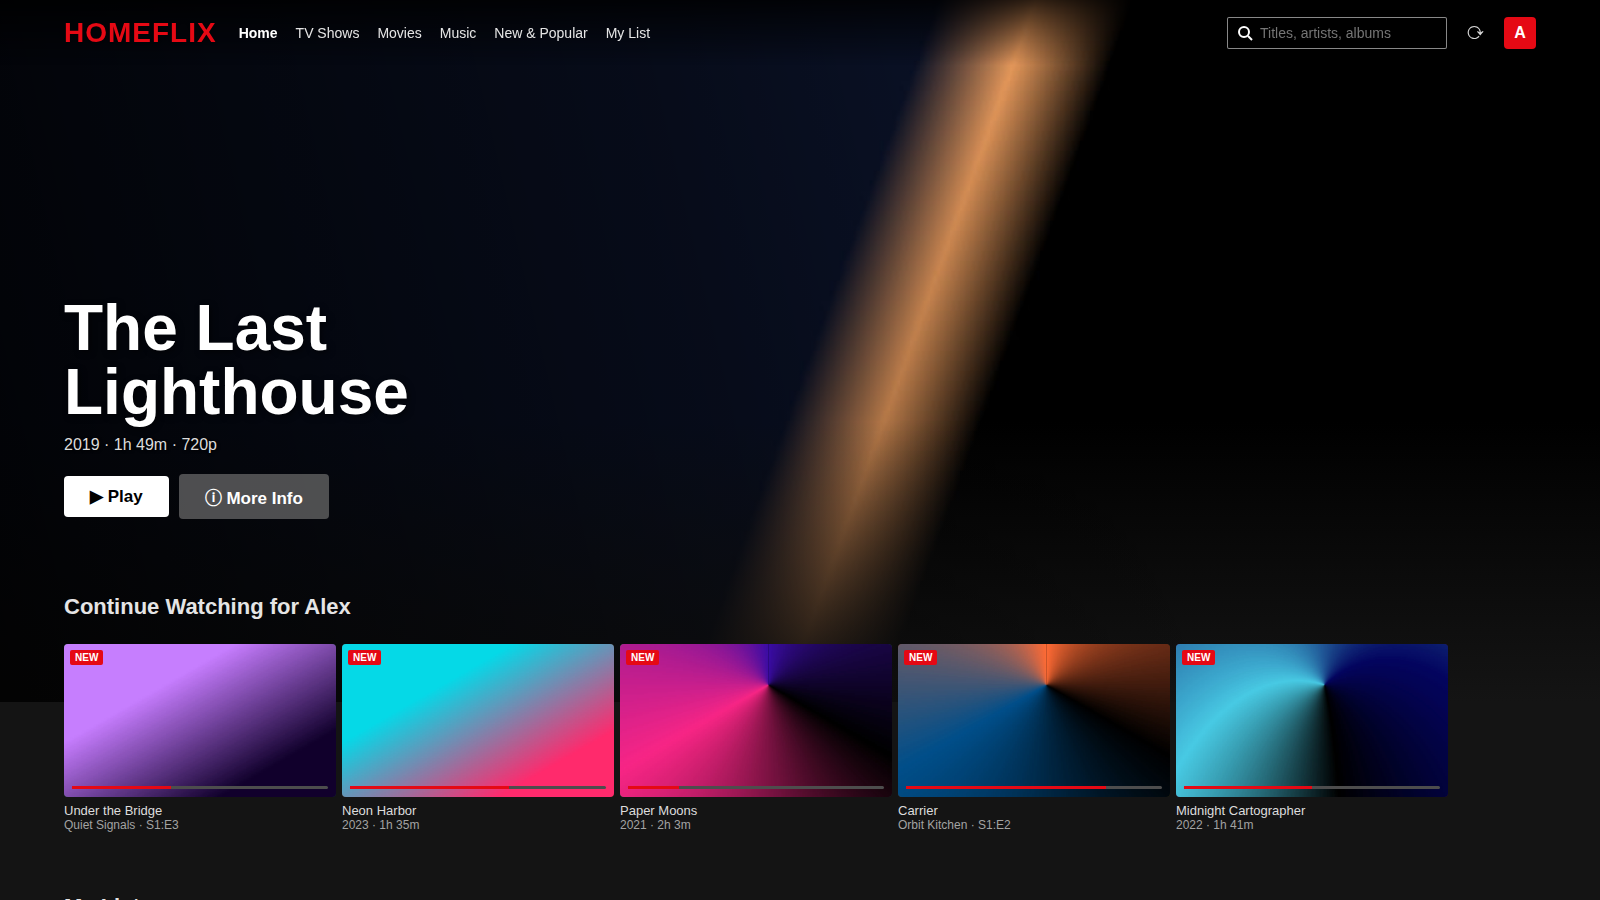 HOMEFLIX Home TV Shows Movies Music New & Popular My List Titles, artists, albums A
The Last
Lighthouse
2019 · 1h 49m · 720p
▶ Play ⓘ More Info
Continue Watching for Alex
NEW NEW NEW NEW NEW
Under the Bridge
Quiet Signals · S1:E3
Neon Harbor
2023 · 1h 35m
Paper Moons
2021 · 2h 3m
Carrier
Orbit Kitchen · S1:E2
Midnight Cartographer
2022 · 1h 41m